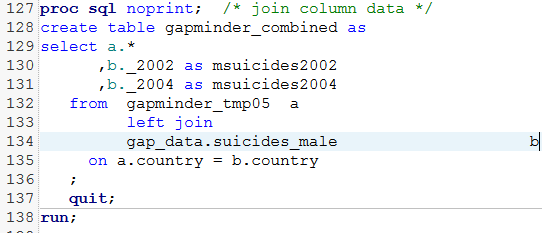 127 proc sql noprint;  /* join column data */
128 create table gapminder_combined as
129 select a.*
130       ,b._2002 as msuicides2002
131       ,b._2004 as msuicides2004
132    from  gapminder_tmp05  a
133          left join
134          gap_data.suicides_male                     b
135      on a.country = b.country
136    ;
137    quit;
138 run;